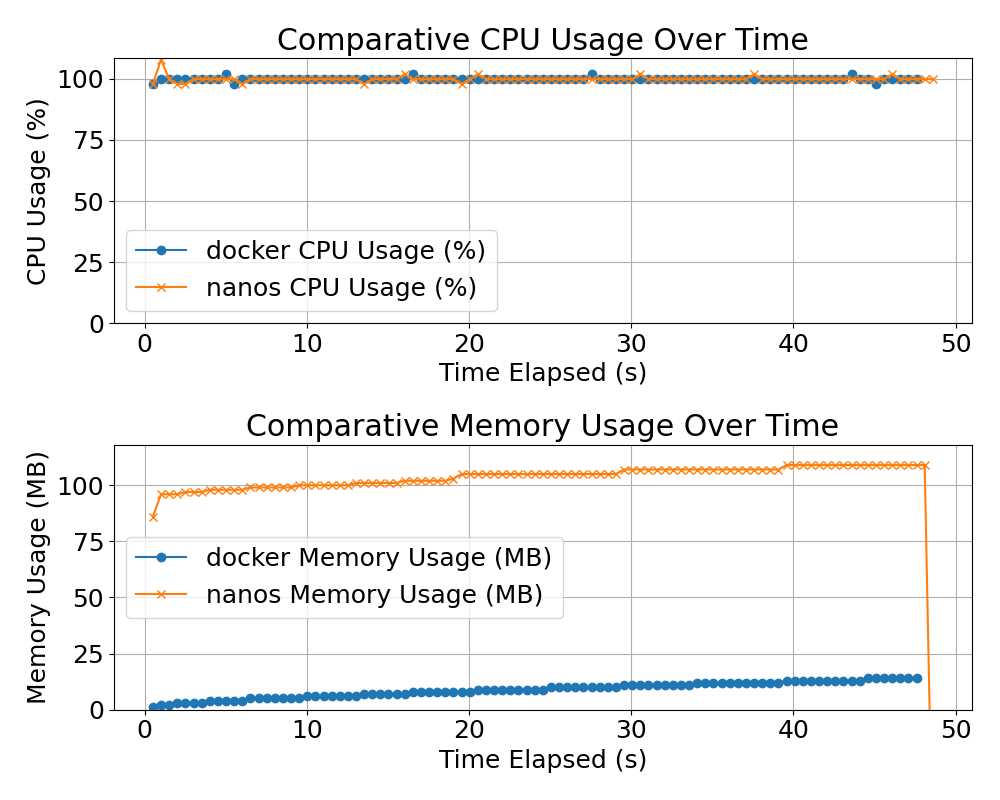 Comparative CPU Usage Over Time
100
75
50
25
0
CPU Usage (%)
docker CPU Usage (%)
nanos CPU Usage (%)
0 10 20 30 40 50
Time Elapsed (s)
Comparative Memory Usage Over Time
100
75
50
25
0
Memory Usage (MB)
docker Memory Usage (MB)
nanos Memory Usage (MB)
0 10 20 30 40 50
Time Elapsed (s)